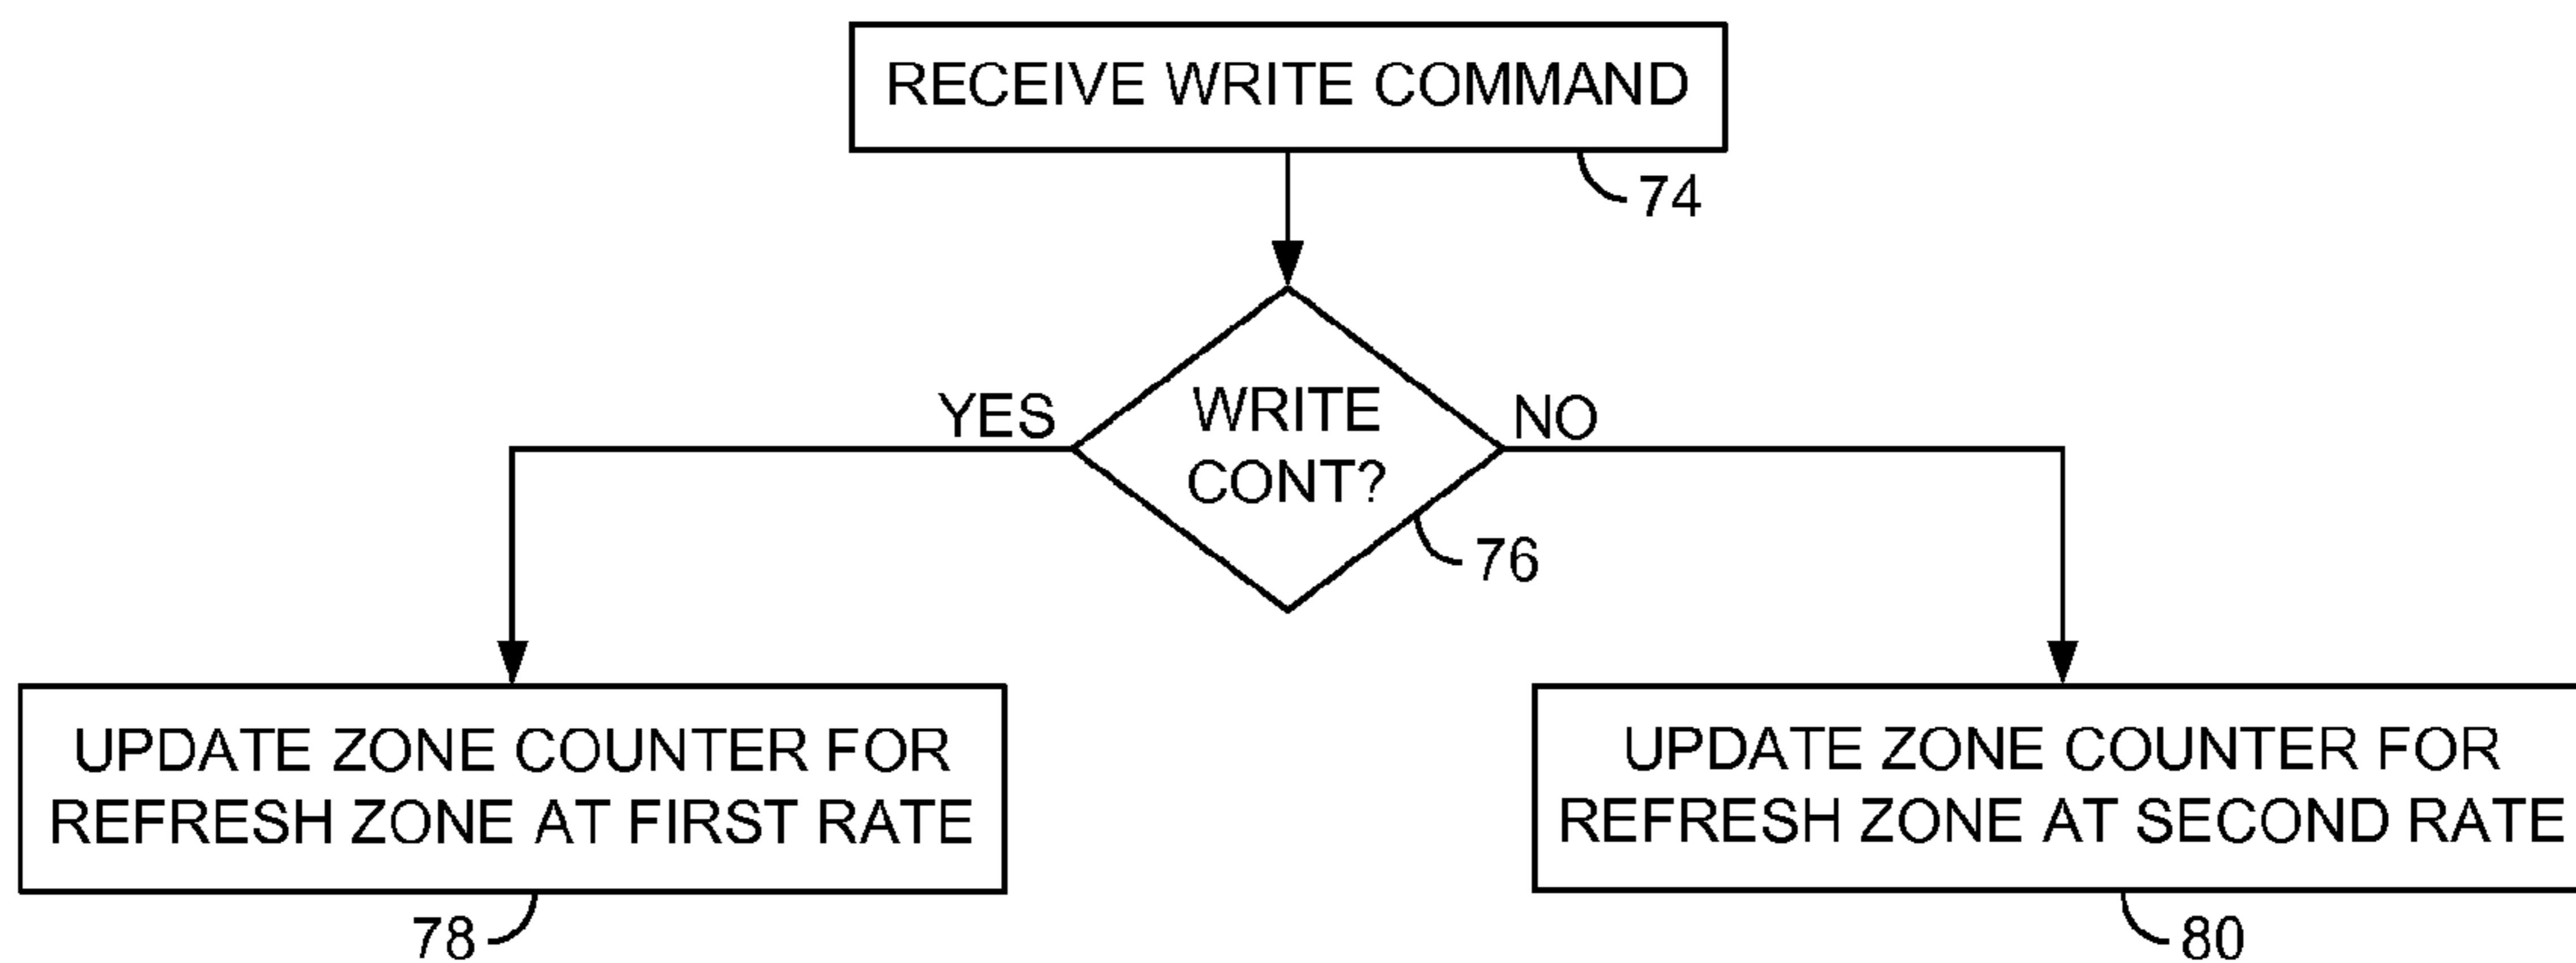 RECEIVE WRITE COMMAND
74
YES
WRITE
CONT?
NO
76
UPDATE ZONE COUNTER FOR
REFRESH ZONE AT FIRST RATE
78
UPDATE ZONE COUNTER FOR
REFRESH ZONE AT SECOND RATE
80